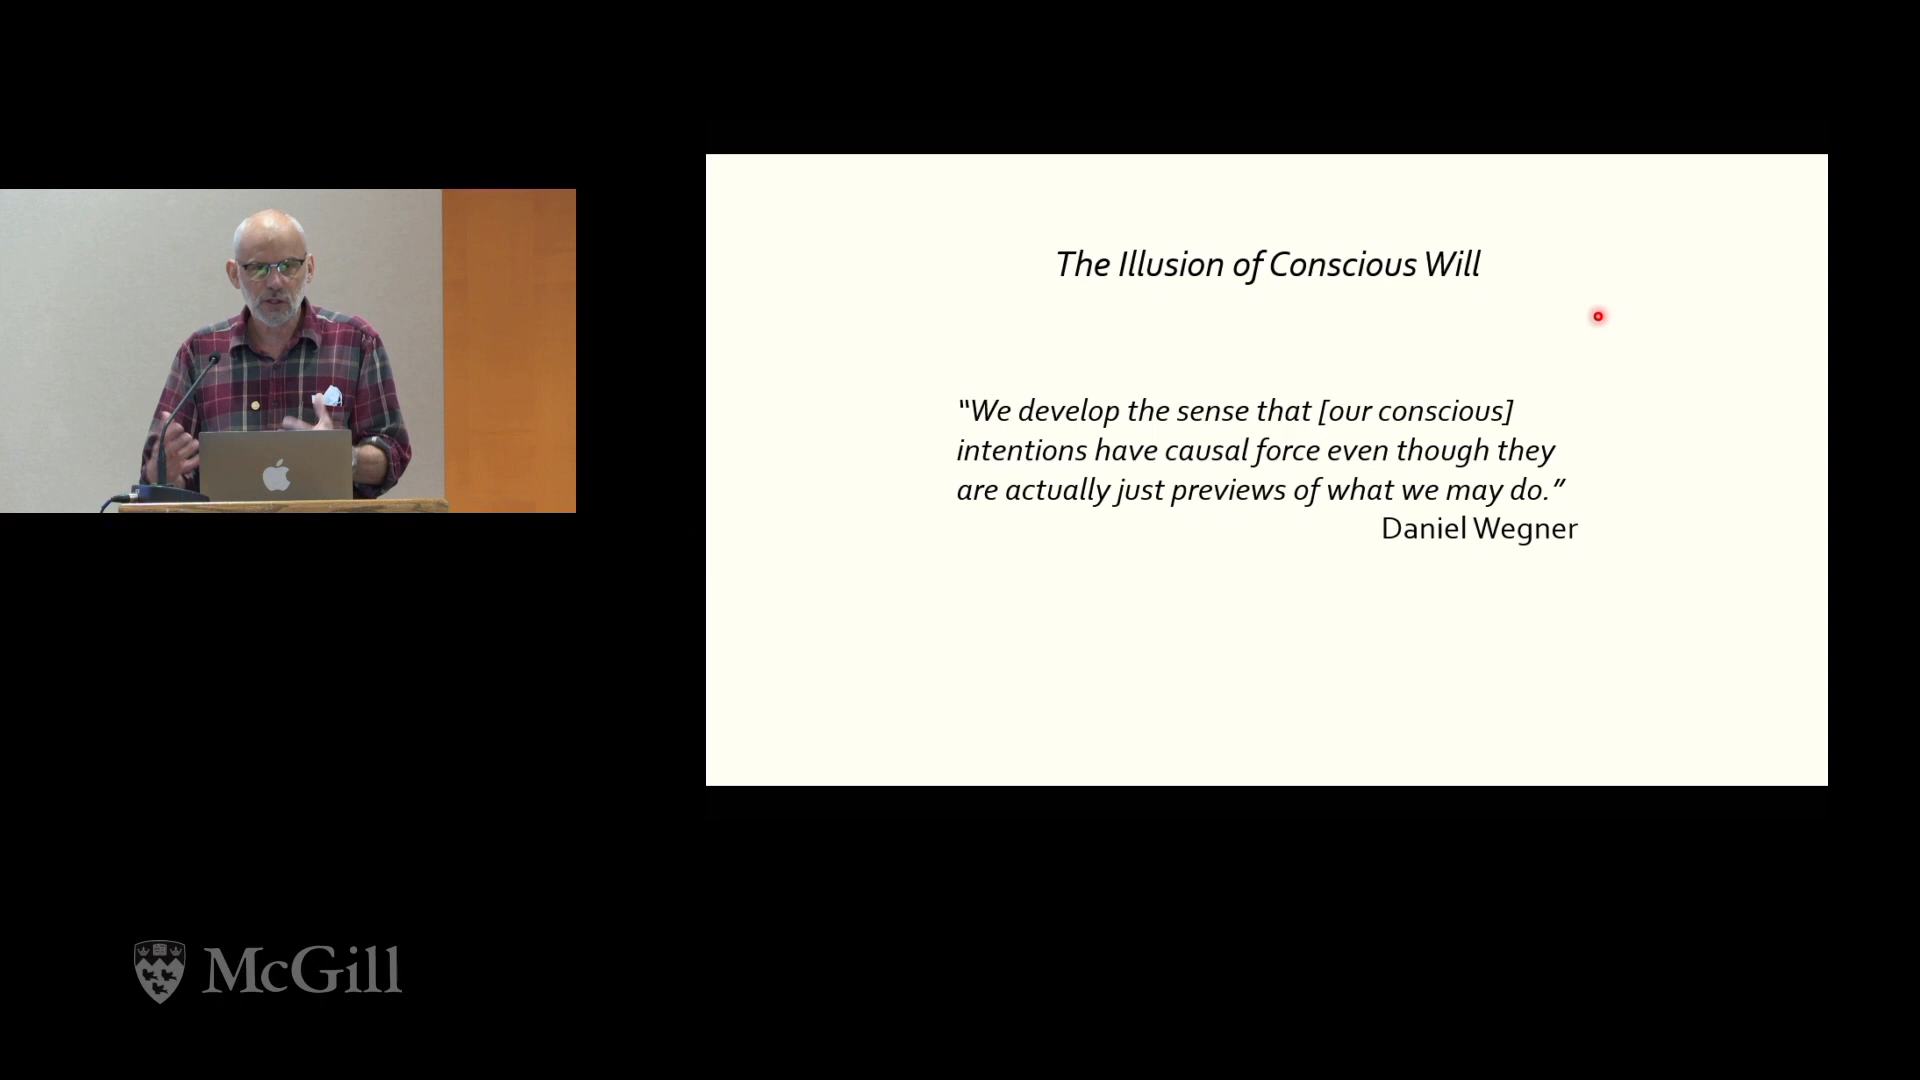 The Illusion of Conscious Will
“We develop the sense that [our conscious]
intentions have causal force even though they
are actually just previews of what we may do.”
Daniel Wegner
McGill